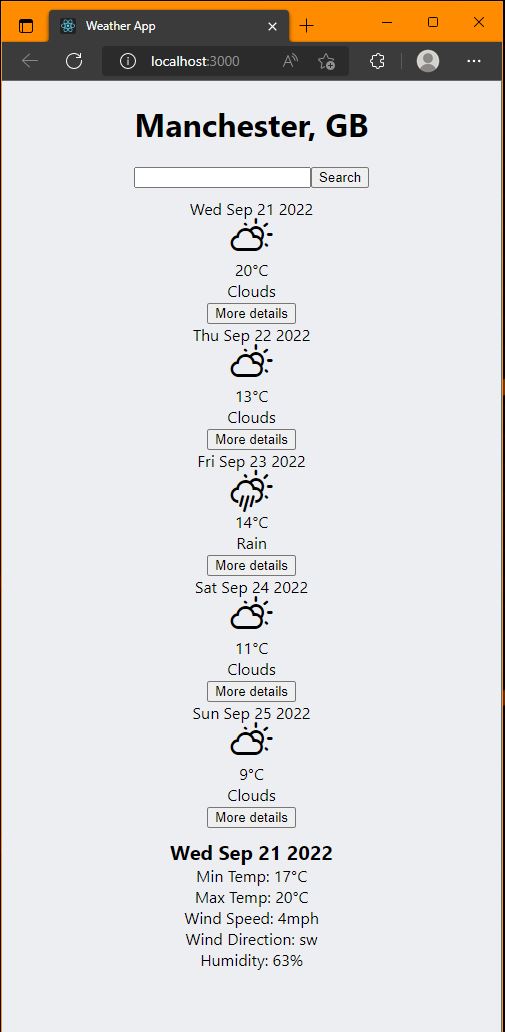 Weather App
localhost:3000
Manchester, GB
Search
Wed Sep 21 2022
20°C
Clouds
More details
Thu Sep 22 2022
13°C
Clouds
More details
Fri Sep 23 2022
14°C
Rain
More details
Sat Sep 24 2022
11°C
Clouds
More details
Sun Sep 25 2022
9°C
Clouds
More details
Wed Sep 21 2022
Min Temp: 17°C
Max Temp: 20°C
Wind Speed: 4mph
Wind Direction: sw
Humidity: 63%